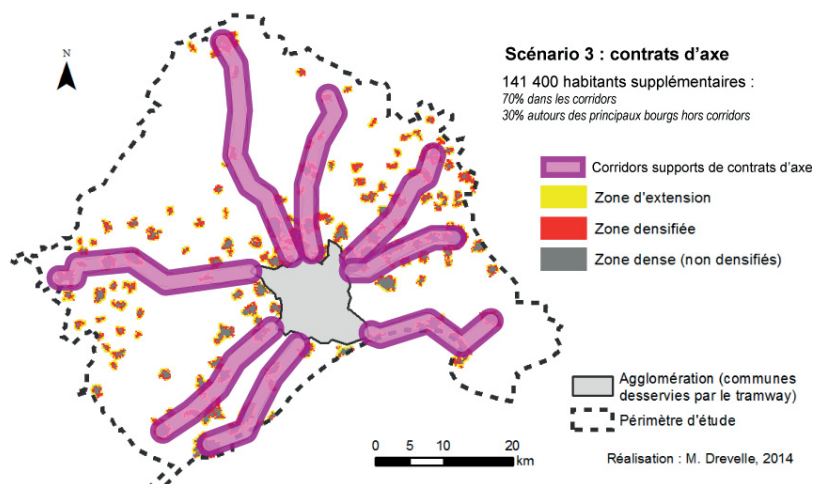 Scénario 3 : contrats d'axe
141 400 habitants supplémentaires :
70% dans les corridors
30% autours des principaux bourgs hors corridors
N
Corridors supports de contrats d'axe
Zone d'extension
Zone densifiée
Zone dense (non densifiés)
Agglomération (communes
desservies par le tramway)
Périmètre d'étude
0 5 10 20
km
Réalisation : M. Drevelle, 2014